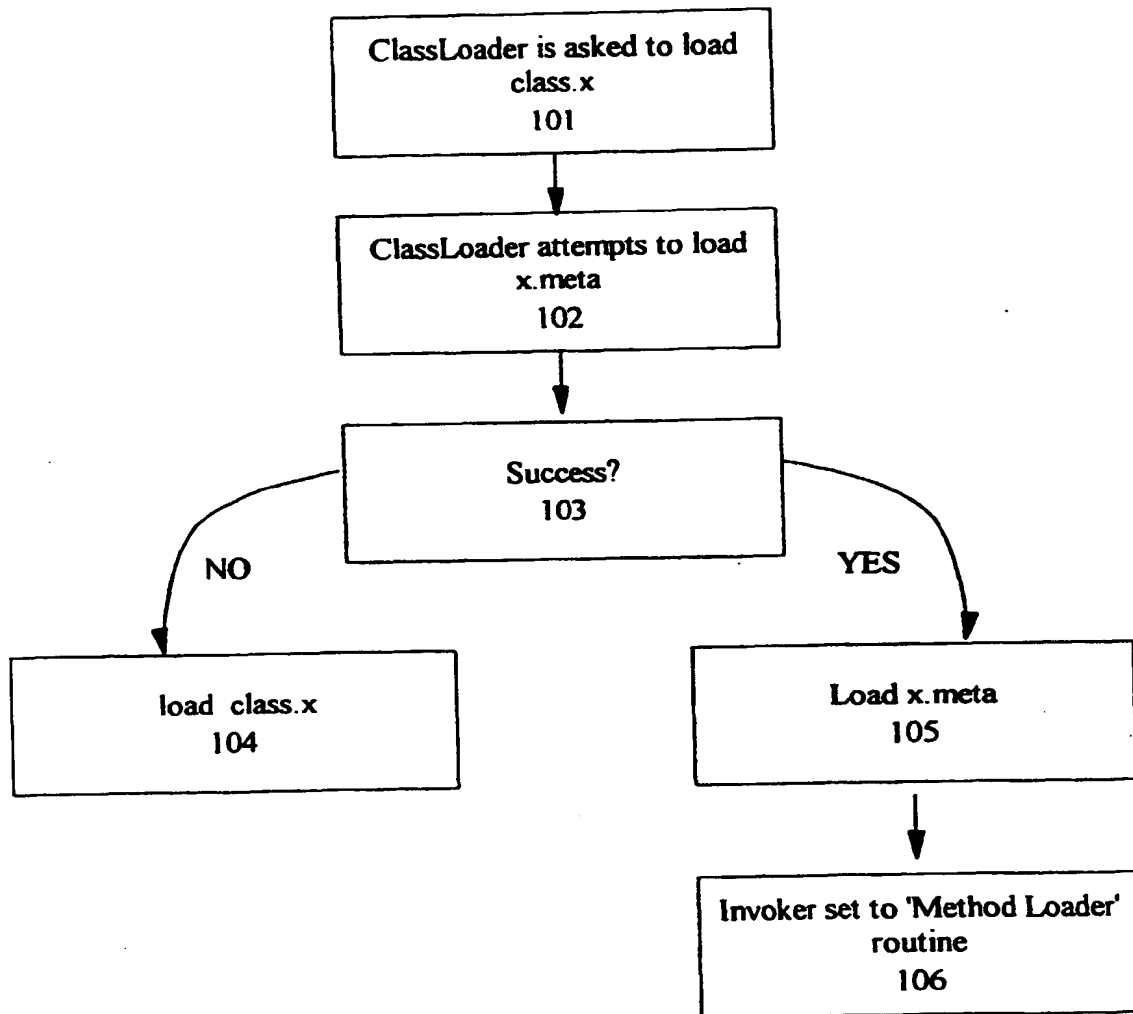 ClassLoader is asked to load
class.x
101
ClassLoader attempts to load
x.meta
102
Success?
103
NO
YES
load class.x
104
Load x.meta
105
Invoker set to 'Method Loader'
routine
106